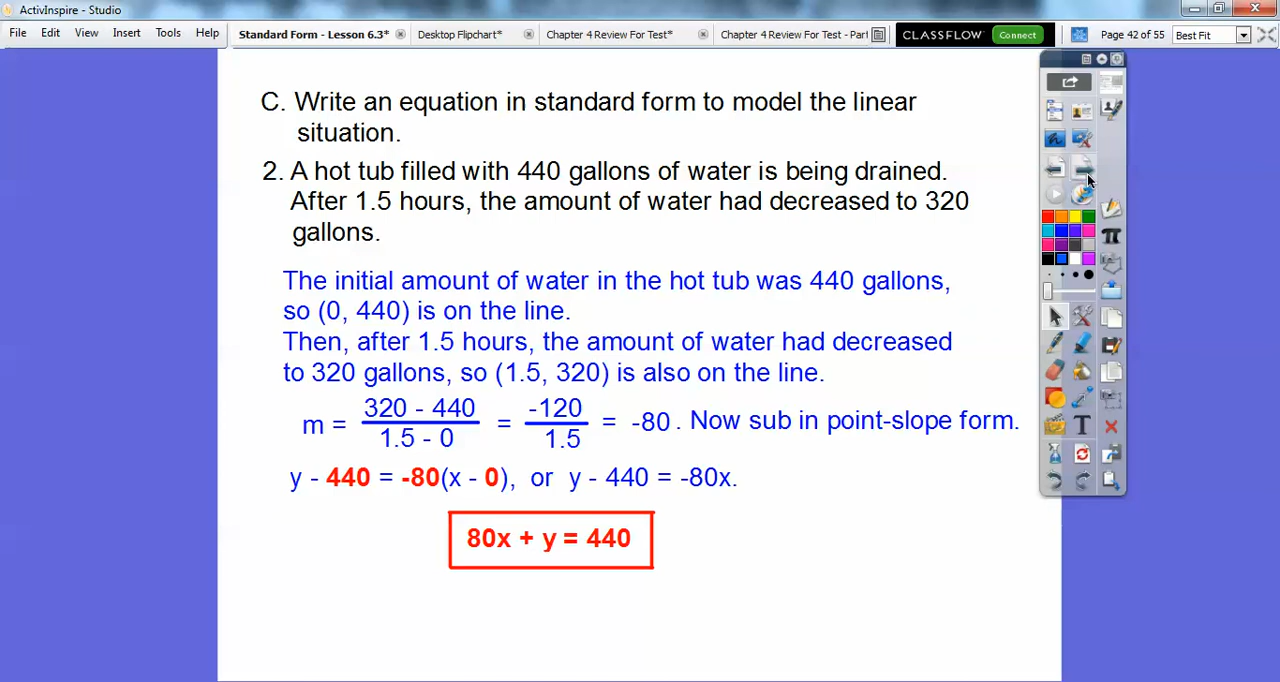 ActivInspire - Studio
File Edit View Insert Tools Help
Standard Form - Lesson 6.3* Desktop Flipchart* Chapter 4 Review For Test* Chapter 4 Review For Test - Part CLASSFLOW Connect Page 42 of 55 Best Fit
C. Write an equation in standard form to model the linear
situation.
2. A hot tub filled with 440 gallons of water is being drained.
After 1.5 hours, the amount of water had decreased to 320
gallons.
The initial amount of water in the hot tub was 440 gallons,
so (0, 440) is on the line.
Then, after 1.5 hours, the amount of water had decreased
to 320 gallons, so (1.5, 320) is also on the line.
320 - 440 -120
m = = = -80 . Now sub in point-slope form.
1.5 - 0 1.5
y - 440 = -80(x - 0), or y - 440 = -80x.
80x + y = 440